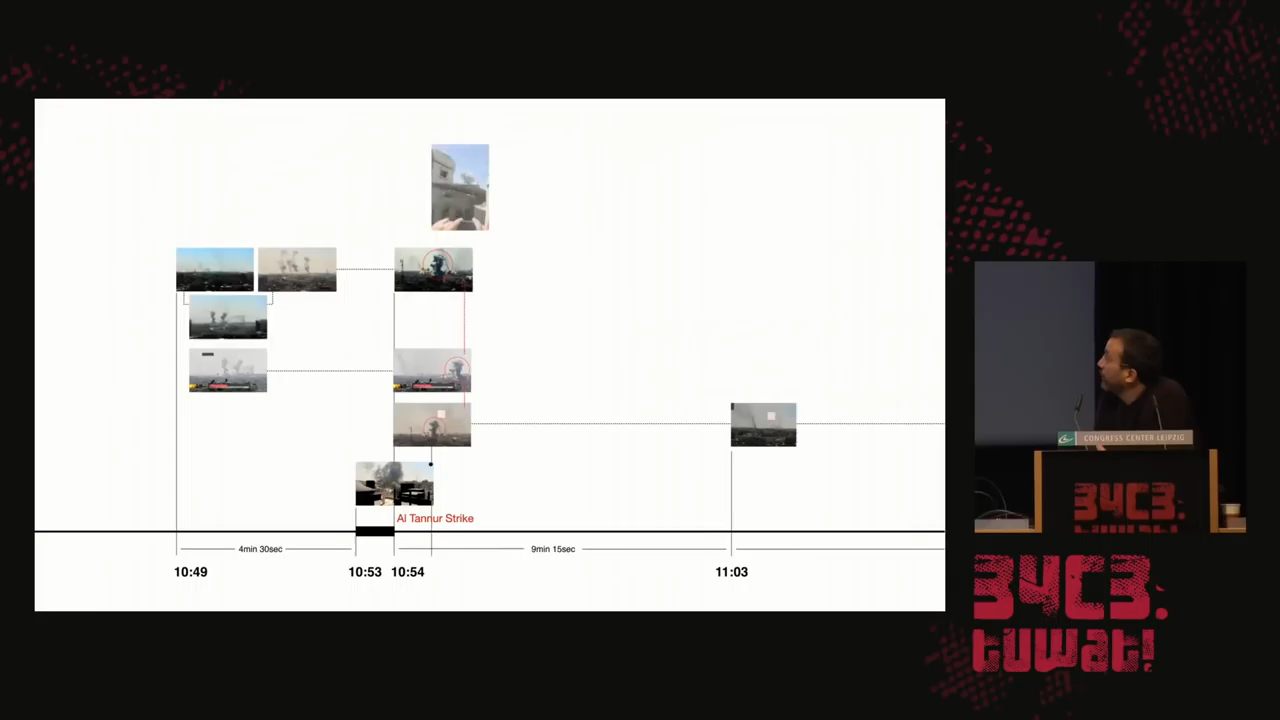 Al Tannur Strike
4min 30sec
9min 15sec
10:49
10:53
10:54
11:03
CONGRESS CENTER LEIPZIG
34C3.
tuwat!
34C3.
tuwat!